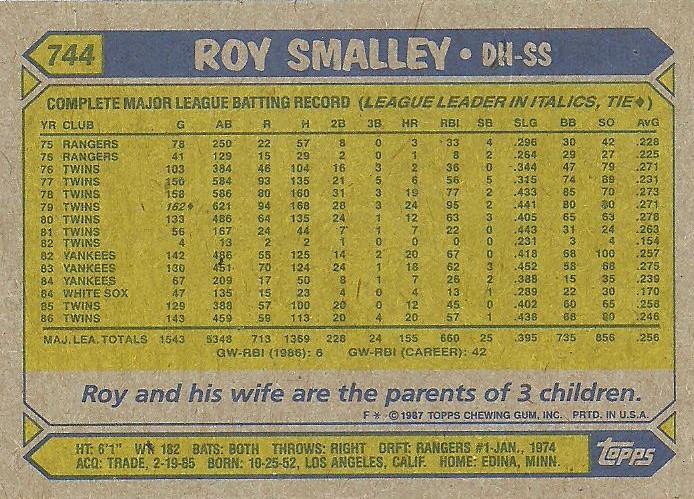 744 ROY SMALLEY • DH-SS
COMPLETE MAJOR LEAGUE BATTING RECORD (LEAGUE LEADER IN ITALICS, TIE♦)
YR CLUB G AB R H 2B 3B HR RBI SB SLG BB SO AVG
75 RANGERS 78 250 22 57 8 0 3 33 4 .296 30 42 .228
76 RANGERS 41 129 15 29 2 0 1 8 2 .264 29 27 .225
76 TWINS 103 384 46 104 16 3 2 36 0 .344 47 79 .271
77 TWINS 150 584 93 135 21 5 6 56 5 .315 74 89 .231
78 TWINS 158 586 80 160 31 3 19 77 2 .433 85 70 .273
79 TWINS 162♦ 621 94 168 28 3 24 95 2 .441 80 80 .271
80 TWINS 133 486 64 135 24 1 12 63 3 .405 65 63 .278
81 TWINS 56 167 24 44 7 1 7 22 0 .443 31 24 .263
82 TWINS 4 13 2 2 1 0 0 0 0 .231 3 4 .154
82 YANKEES 142 486 55 125 14 2 20 67 0 .418 68 100 .257
83 YANKEES 130 451 70 124 24 1 18 62 3 .452 58 68 .275
84 YANKEES 67 209 17 50 8 1 7 26 2 .388 15 35 .239
84 WHITE SOX 47 135 15 23 4 0 4 13 1 .289 22 30 .170
85 TWINS 129 388 57 100 20 0 12 45 0 .402 60 65 .258
86 TWINS 143 459 59 113 20 4 20 57 1 .438 68 80 .246
MAJ. LEA. TOTALS 1543 5348 713 1369 228 24 155 660 25 .395 735 856 .256
GW-RBI (1986): 6 GW-RBI (CAREER): 42
Roy and his wife are the parents of 3 children.
F * ©1987 TOPPS CHEWING GUM, INC. PRTD. IN U.S.A.
HT: 6'1" WT: 182 BATS: BOTH THROWS: RIGHT DRFT: RANGERS #1-JAN., 1974
ACQ: TRADE, 2-19-85 BORN: 10-25-52, LOS ANGELES, CALIF. HOME: EDINA, MINN.
topps